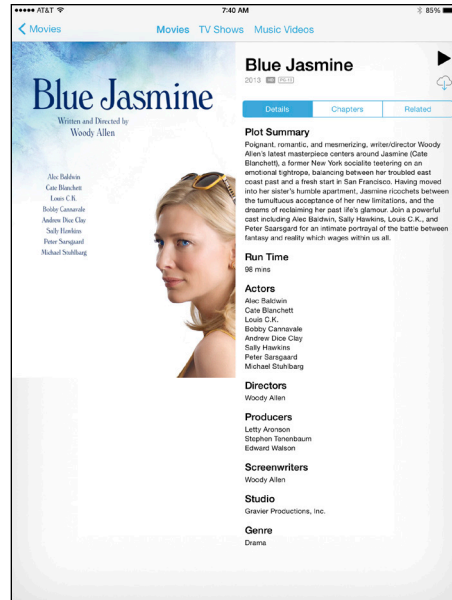 AT&T
7:40 AM
85%
Movies
Movies TV Shows Music Videos
Blue Jasmine
Written and Directed by
Woody Allen
Alec Baldwin
Cate Blanchett
Louis C.K.
Bobby Cannavale
Andrew Dice Clay
Sally Hawkins
Peter Sarsgaard
Michael Stuhlbarg
Blue Jasmine
2013 HD PG-13
Details Chapters Related
Plot Summary
Poignant, romantic, and mesmerizing, writer/director Woody
Allen's latest masterpiece centers around Jasmine (Cate
Blanchett), a former New York socialite teetering on an
emotional tightrope, balancing between her troubled east
coast past and a fresh start in San Francisco. Having moved
into her sister's humble apartment, Jasmine ricochets between
the tumultuous acceptance of her new limitations, and the
dreams of reclaiming her past life's glamour. Join a powerful
cast including Alec Baldwin, Sally Hawkins, Louis C.K., and
Peter Saarsgard for an intimate portrayal of the battle between
fantasy and reality which wages within us all.
Run Time
98 mins
Actors
Alec Baldwin
Cate Blanchett
Louis C.K.
Bobby Cannavale
Andrew Dice Clay
Sally Hawkins
Peter Sarsgaard
Michael Stuhlbarg
Directors
Woody Allen
Producers
Letty Aronson
Stephen Tenenbaum
Edward Walson
Screenwriters
Woody Allen
Studio
Gravier Productions, Inc.
Genre
Drama